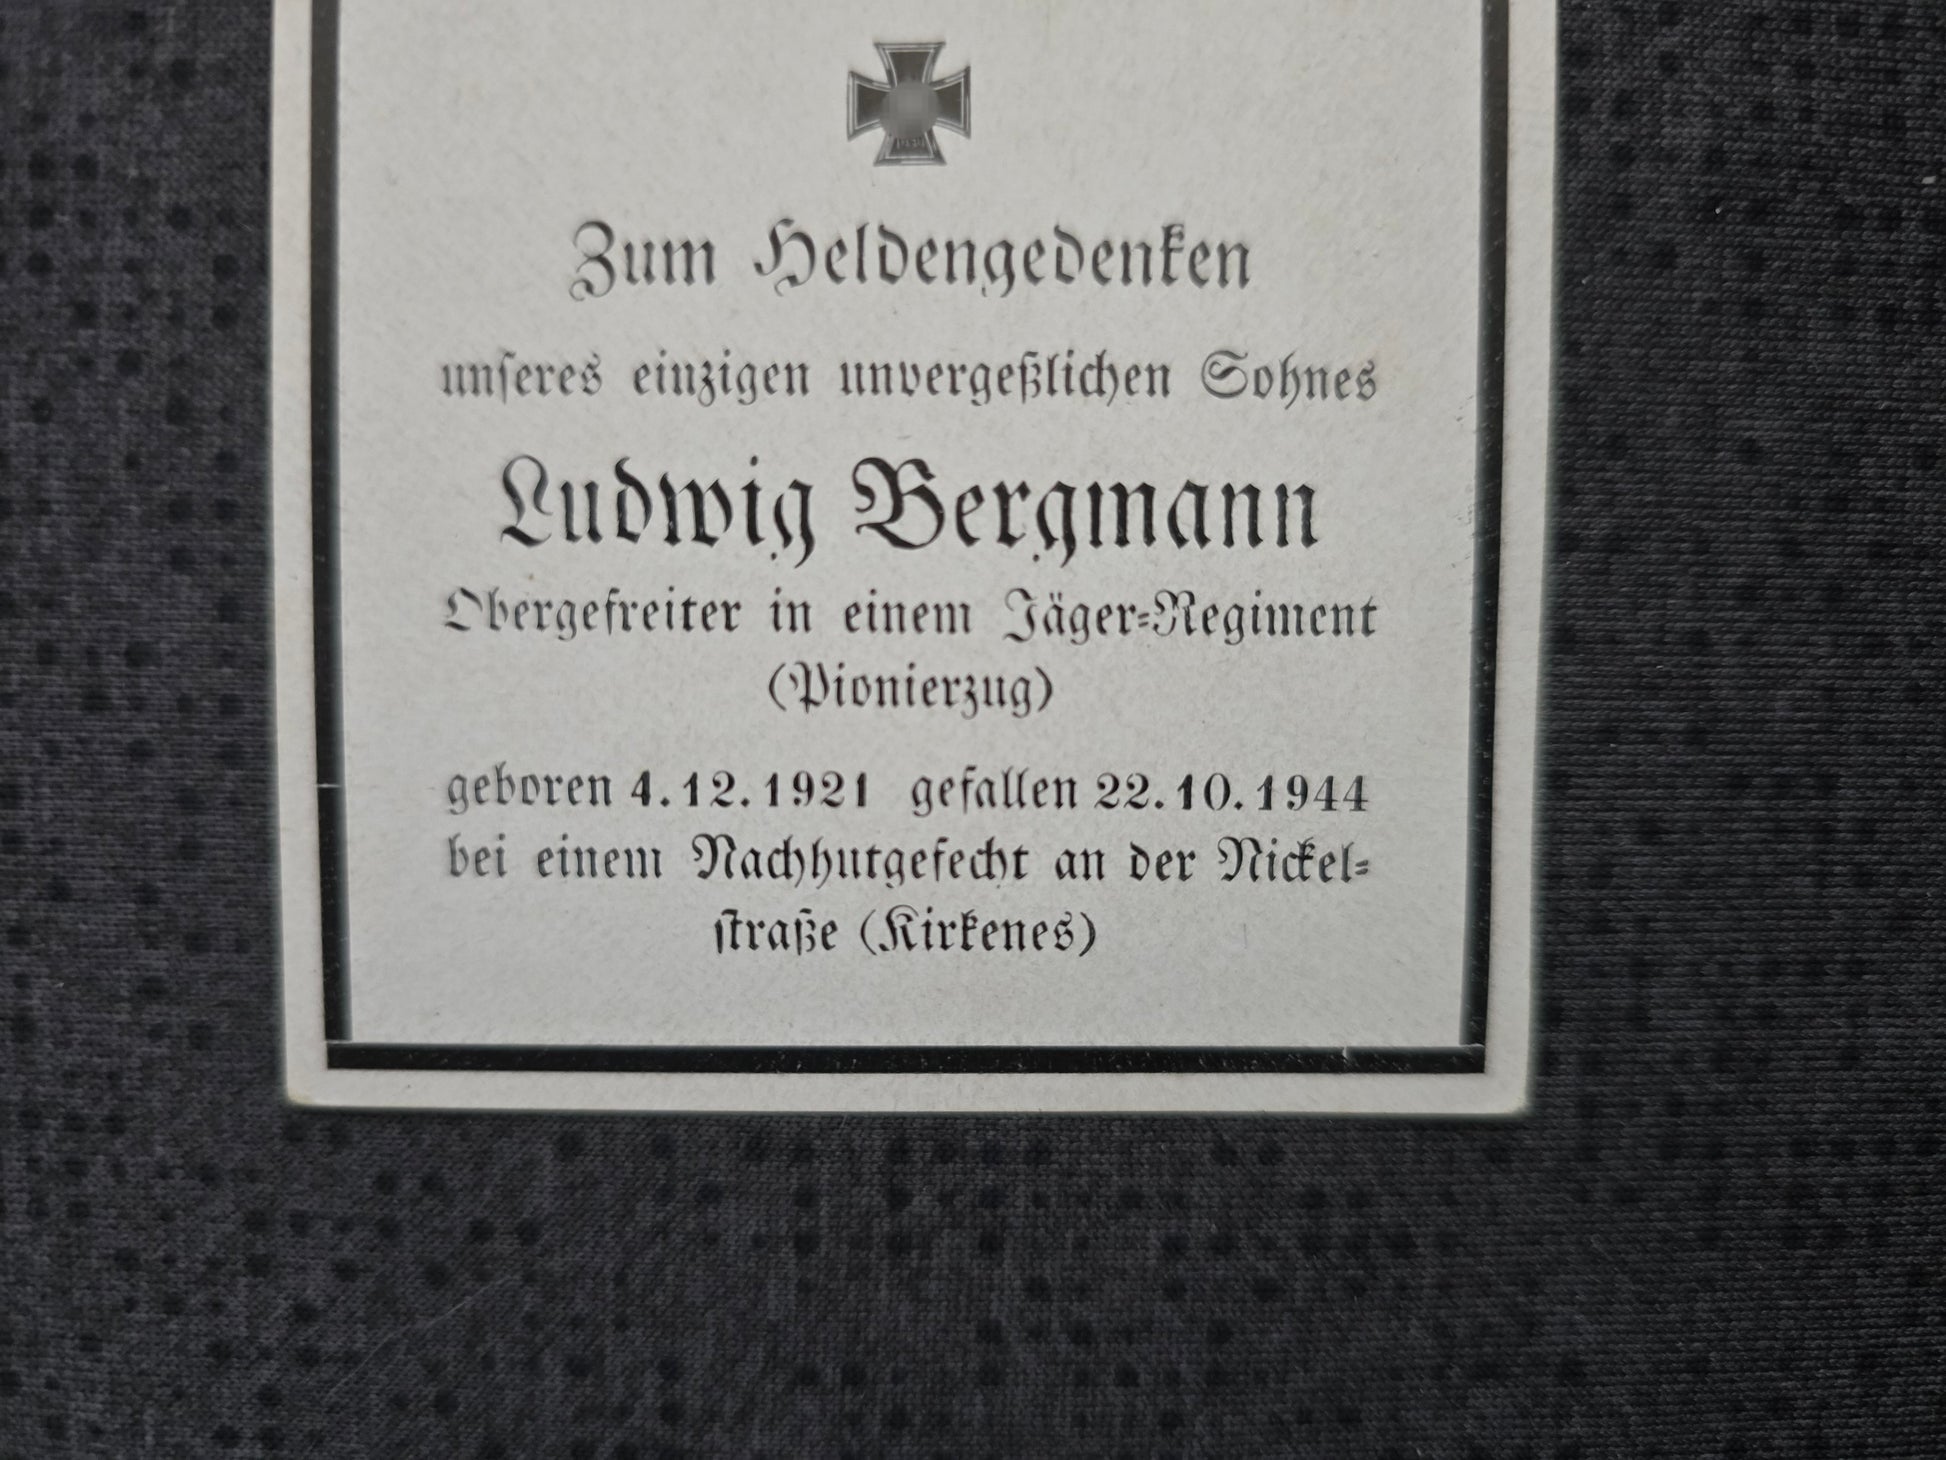 Zum Heldengedenken
unseres einzigen unvergeßlichen Sohnes
Ludwig Bergmann
Obergefreiter in einem Jäger-Regiment
(Pionierzug)
geboren 4.12.1921 gefallen 22.10.1944
bei einem Nachhutgefecht an der Nickel-
straße (Kirkenes)